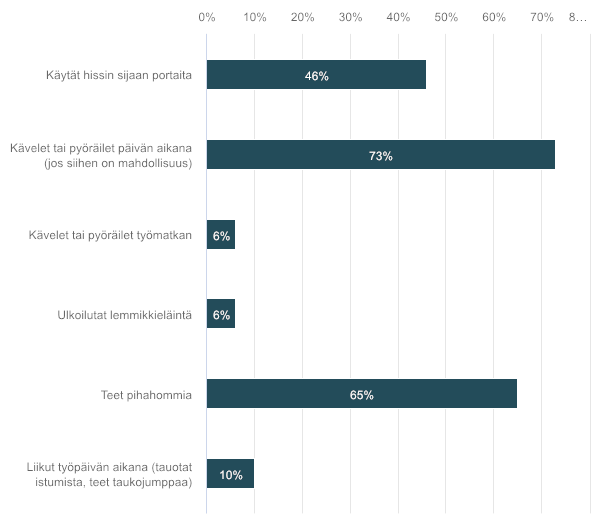 0% 10% 20% 30% 40% 50% 60% 70% 8...
Käytät hissin sijaan portaita 46%
Kävelet tai pyöräilet päivän aikana
(jos siihen on mahdollisuus) 73%
Kävelet tai pyöräilet työmatkan 6%
Ulkoilutat lemmikkieläintä 6%
Teet pihahommia 65%
Liikut työpäivän aikana (tauotat
istumista, teet taukojumppaa) 10%